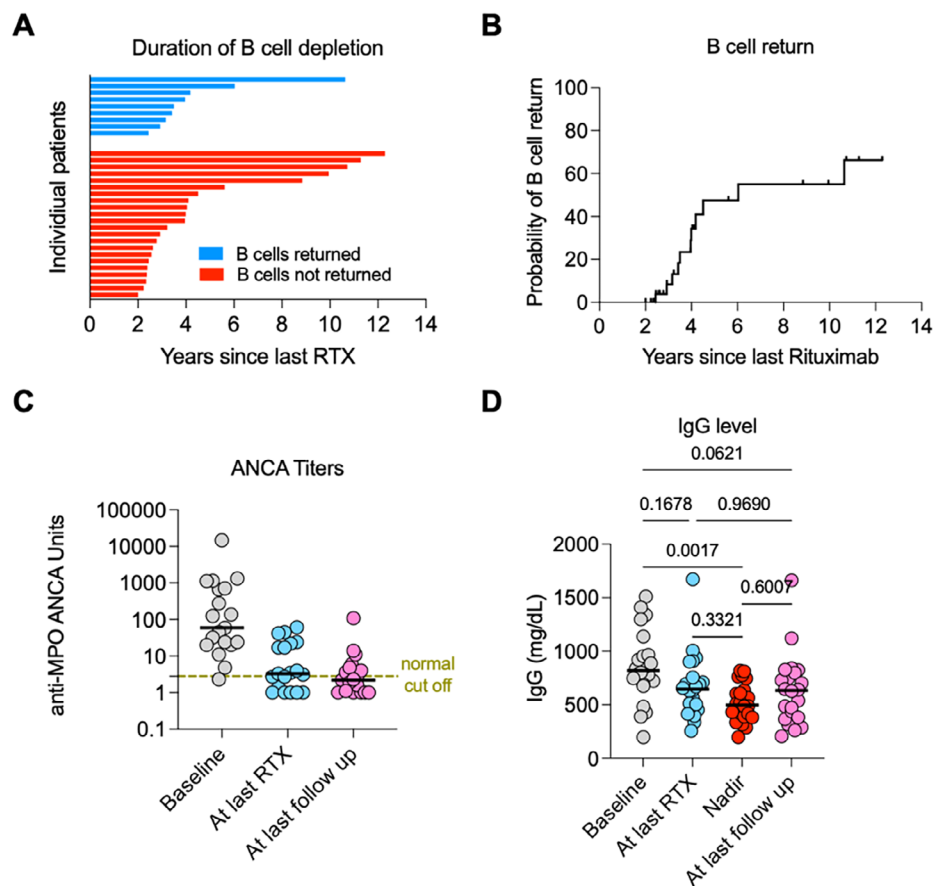 A
Duration of B cell depletion
Individual patients
B cells returned
B cells not returned
0 2 4 6 8 10 12 14
Years since last RTX
B
B cell return
Probability of B cell return
100
80
60
40
20
0
0 2 4 6 8 10 12 14
Years since last Rituximab
C
ANCA Titers
anti-MPO ANCA Units
100000
10000
1000
100
10
1
0.1
normal
cut off
Baseline
At last RTX
At last follow up
D
IgG level
0.0621
0.1678 0.9690
0.0017
0.6007
0.3321
IgG (mg/dL)
2000
1500
1000
500
0
Baseline
At last RTX
Nadir
At last follow up